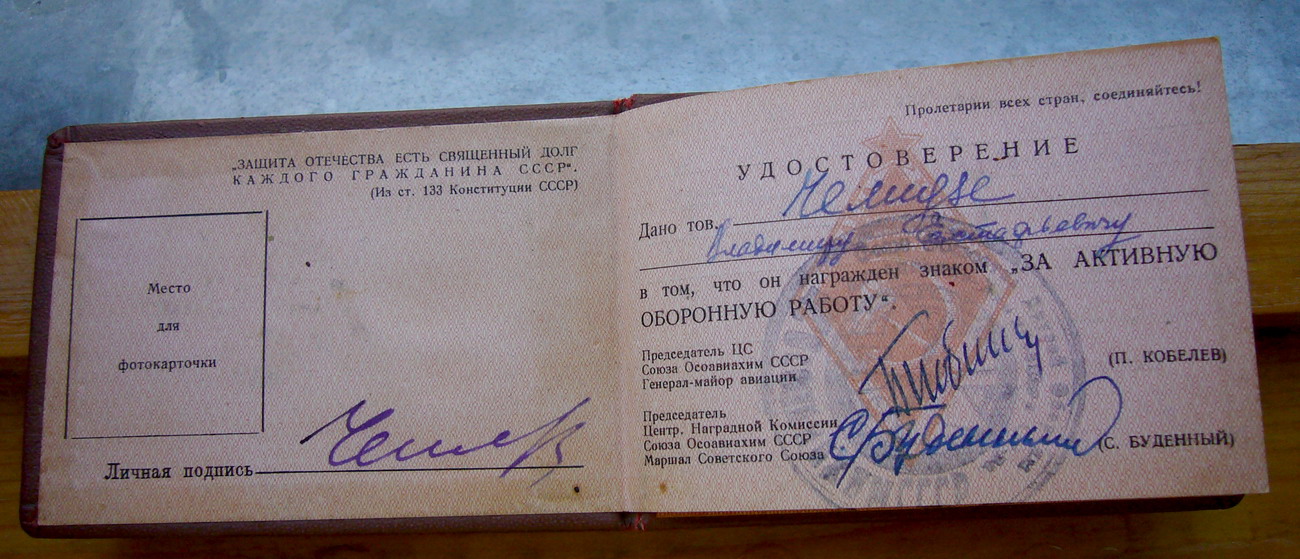 „ЗАЩИТА ОТЕЧЕСТВА ЕСТЬ СВЯЩЕННЫЙ ДОЛГ
КАЖДОГО ГРАЖДАНИНА СССР“.
(Из ст. 133 Конституции СССР)
Место
для
фотокарточки
Личная подпись
Пролетарии всех стран, соединяйтесь!
УДОСТОВЕРЕНИЕ
Дано тов.
Владимиру
в том, что он награжден знаком „ЗА АКТИВНУЮ
ОБОРОННУЮ РАБОТУ“.
Председатель ЦС
Союза Осоавиахим СССР
Генерал-майор авиации
(П. КОБЕЛЕВ)
Председатель
Центр. Наградной Комиссии
Союза Осоавиахим СССР
Маршал Советского Союза
С. Буденный
(С. БУДЕННЫЙ)